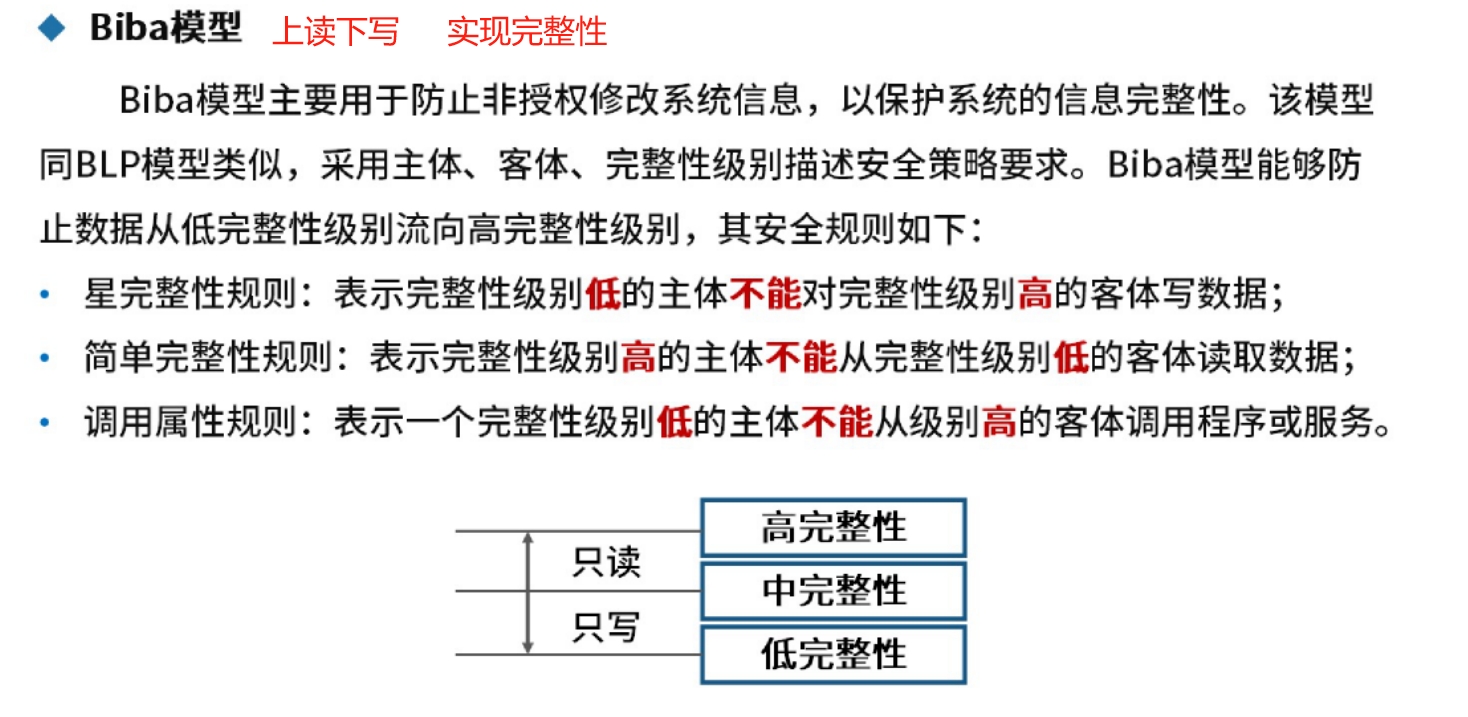 ◆ Biba模型 上读下写 实现完整性
Biba模型主要用于防止非授权修改系统信息，以保护系统的信息完整性。该模型
同BLP模型类似，采用主体、客体、完整性级别描述安全策略要求。Biba模型能够防
止数据从低完整性级别流向高完整性级别，其安全规则如下：
• 星完整性规则：表示完整性级别低的主体不能对完整性级别高的客体写数据；
• 简单完整性规则：表示完整性级别高的主体不能从完整性级别低的客体读取数据；
• 调用属性规则：表示一个完整性级别低的主体不能从级别高的客体调用程序或服务。
高完整性
只读
中完整性
只写
低完整性